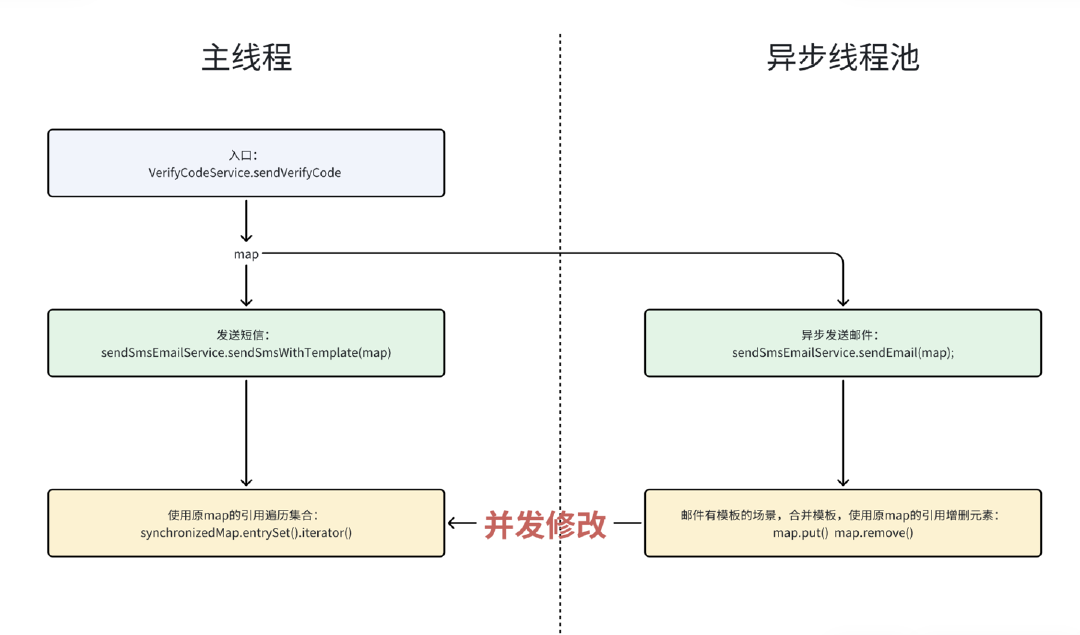 主线程
异步线程池
入口：
VerifyCodeService.sendVerifyCode
map
发送短信：
sendSmsEmailService.sendSmsWithTemplate(map)
异步发送邮件：
sendSmsEmailService.sendEmail(map);
使用原map的引用遍历集合：
synchronizedMap.entrySet().iterator()
并发修改
邮件有模板的场景，合并模板，使用原map的引用增删元素：
map.put() map.remove()